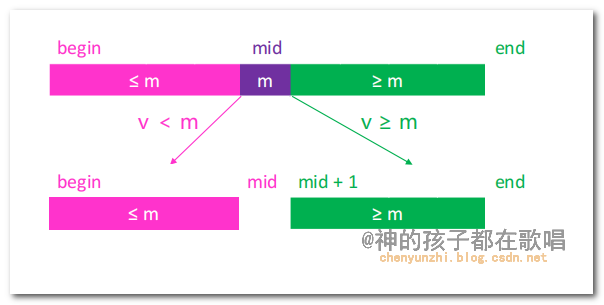 begin mid end
≤ m m ≥ m
v < m v ≥ m
begin mid mid + 1 end
≤ m ≥ m
@神的孩子都在歌唱
chenyunzhi.blog.csdn.net